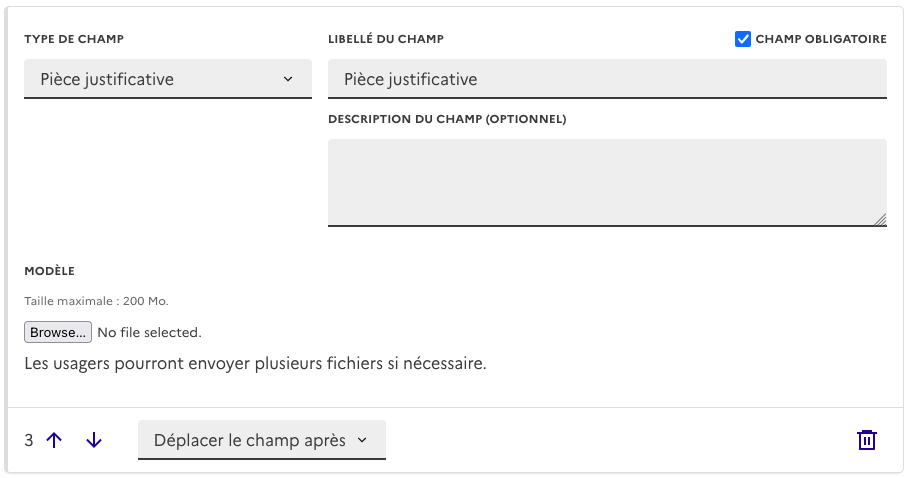 TYPE DE CHAMP
LIBELLÉ DU CHAMP
CHAMP OBLIGATOIRE
Pièce justificative
Pièce justificative
DESCRIPTION DU CHAMP (OPTIONNEL)
MODÈLE
Taille maximale : 200 Mo.
Browse... No file selected.
Les usagers pourront envoyer plusieurs fichiers si nécessaire.
3
Déplacer le champ après